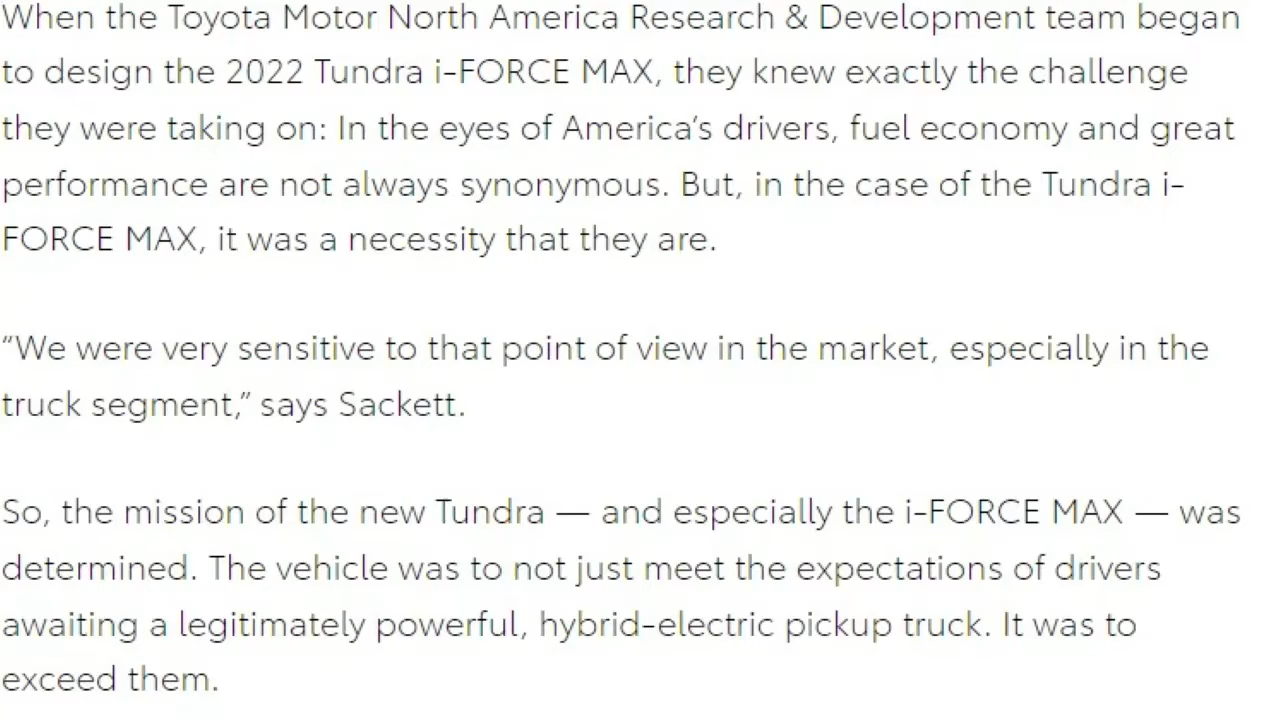 When the Toyota Motor North America Research & Development team began
to design the 2022 Tundra i-FORCE MAX, they knew exactly the challenge
they were taking on: In the eyes of America’s drivers, fuel economy and great
performance are not always synonymous. But, in the case of the Tundra i-
FORCE MAX, it was a necessity that they are.
“We were very sensitive to that point of view in the market, especially in the
truck segment,” says Sackett.
So, the mission of the new Tundra — and especially the i-FORCE MAX — was
determined. The vehicle was to not just meet the expectations of drivers
awaiting a legitimately powerful, hybrid-electric pickup truck. It was to
exceed them.